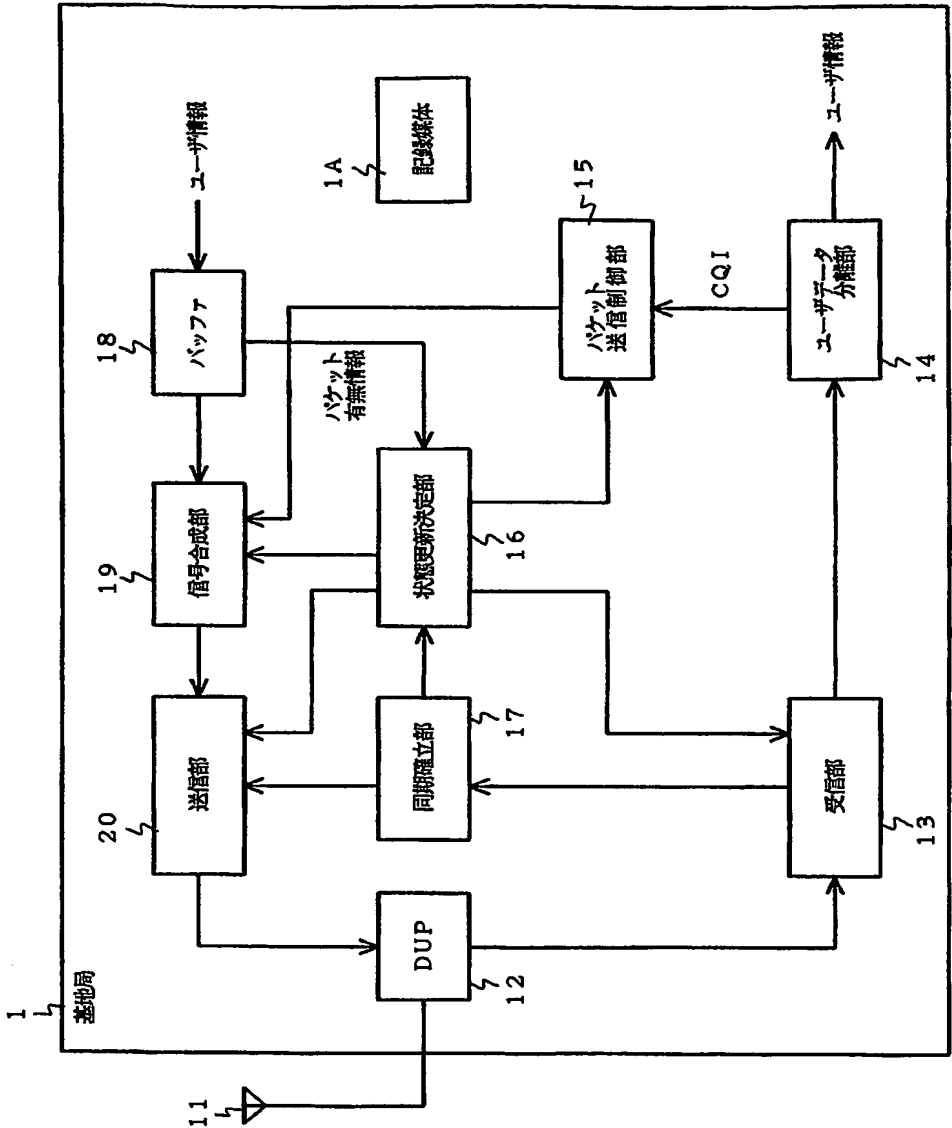 1
基地局
11
DUP
12
20
送信部
19
信号合成部
18
バッファ
ユーザ情報
パケット
有無情報
同期確立部
17
状態更新決定部
16
1A
記録媒体
15
パケット
送信制御部
CQI
受信部
13
ユーザデータ
分離部
14
ユーザ情報